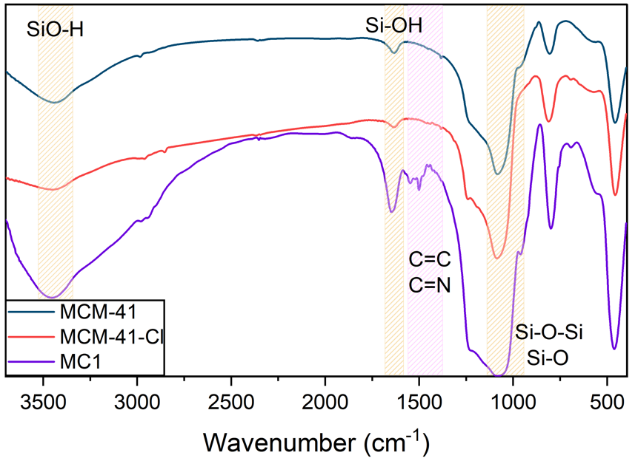 SiO-H
Si-OH
C=C
C=N
Si-O-Si
Si-O
MCM-41
MCM-41-Cl
MC1
3500 3000 2500 2000 1500 1000 500
Wavenumber (cm⁻¹)